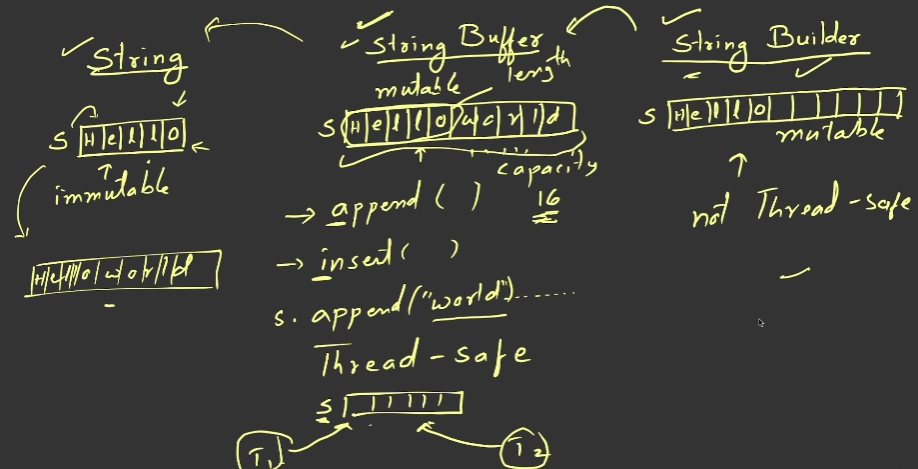 String
S H e l l o
immutable
H e l l o w o r l d
String Buffer
mutable
length
S H e l l o w o r l d
capacity
16
→ append ( )
→ insert ( )
s. append("world")......
Thread-safe
S
T1
T2
String Builder
S H e l l o
mutable
not Thread-safe